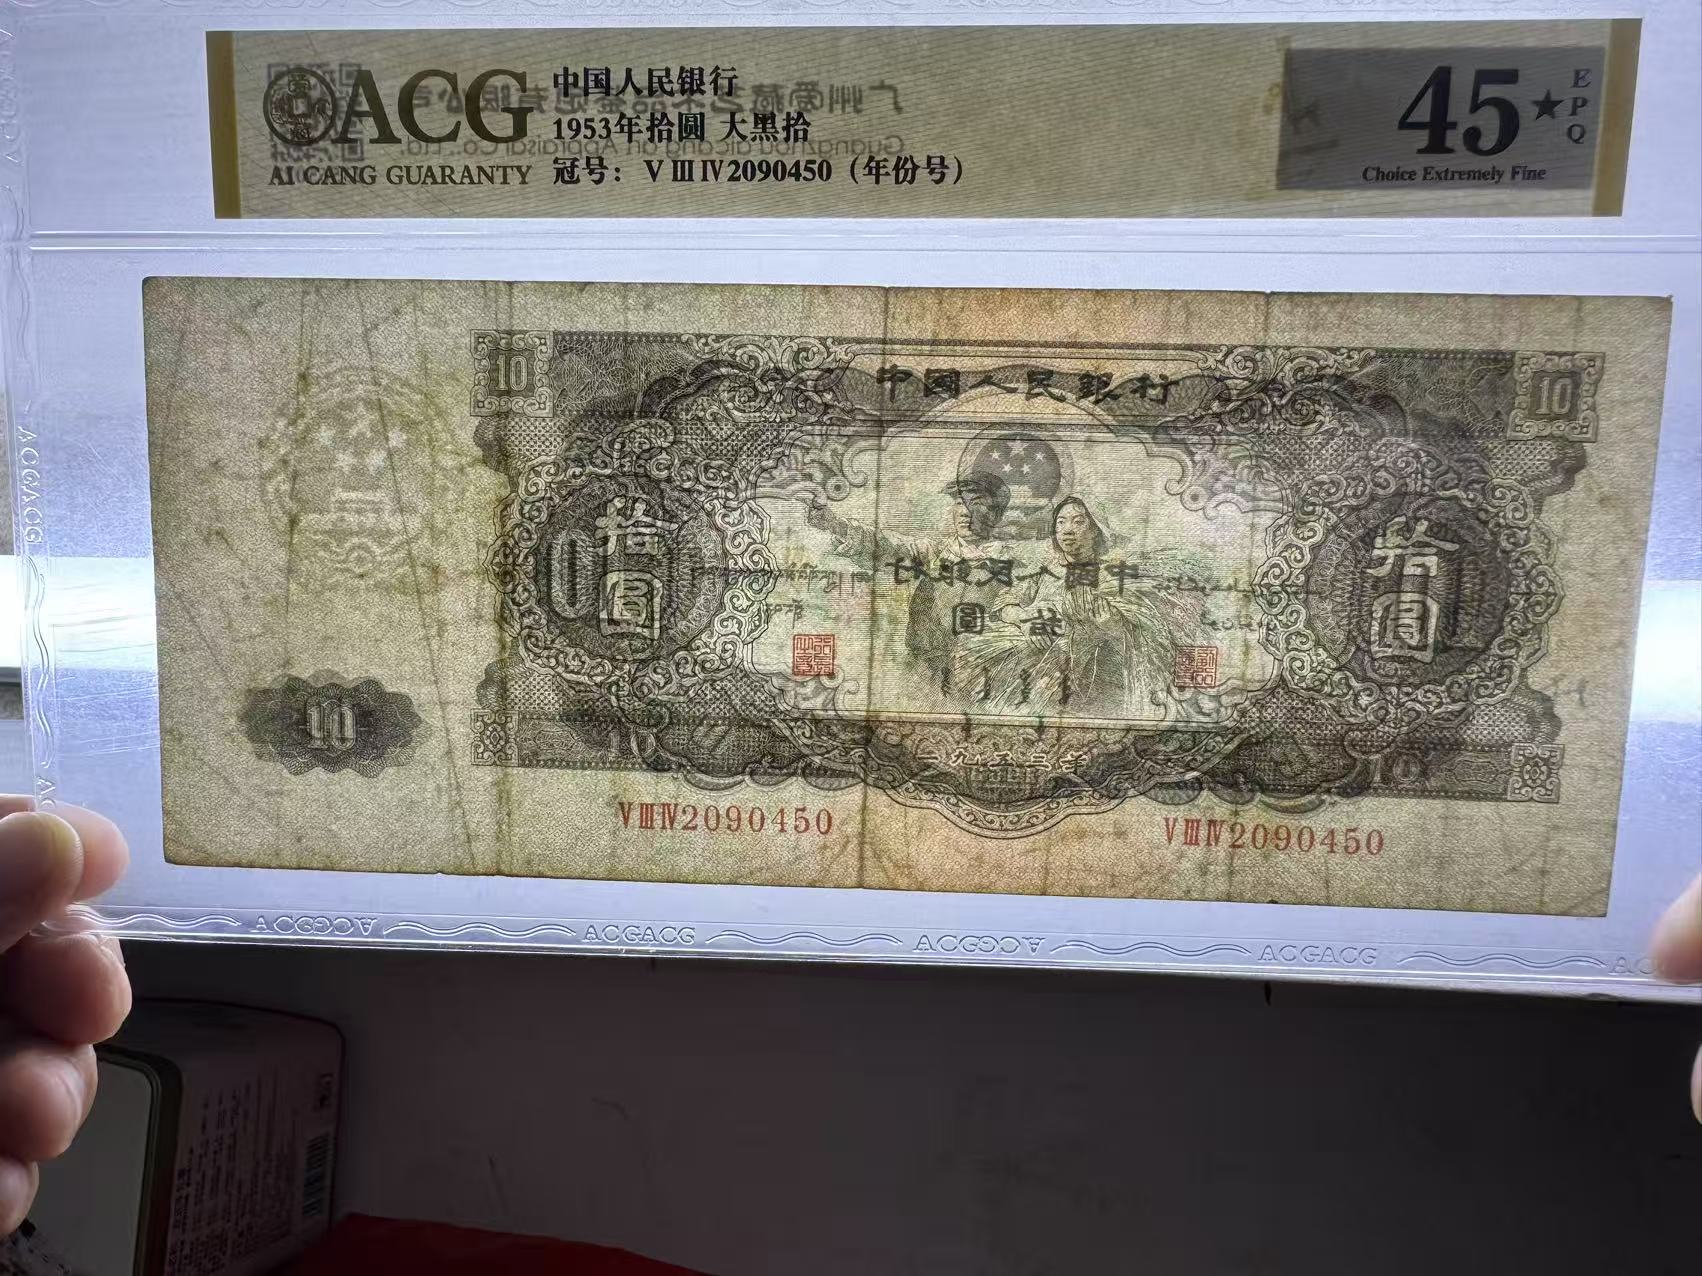 ACG
AI CANG GUARANTY
中国人民银行
1953年拾圆 大黑拾
冠号：ⅤⅢⅣ2090450（年份号）
45★
EPQ
Choice Extremely Fine
10
中國人民銀行
10
拾圓
拾圓
10
一九五三年
ⅤⅢⅣ2090450
ⅤⅢⅣ2090450
ACGACG
ACGACG
ACGACG